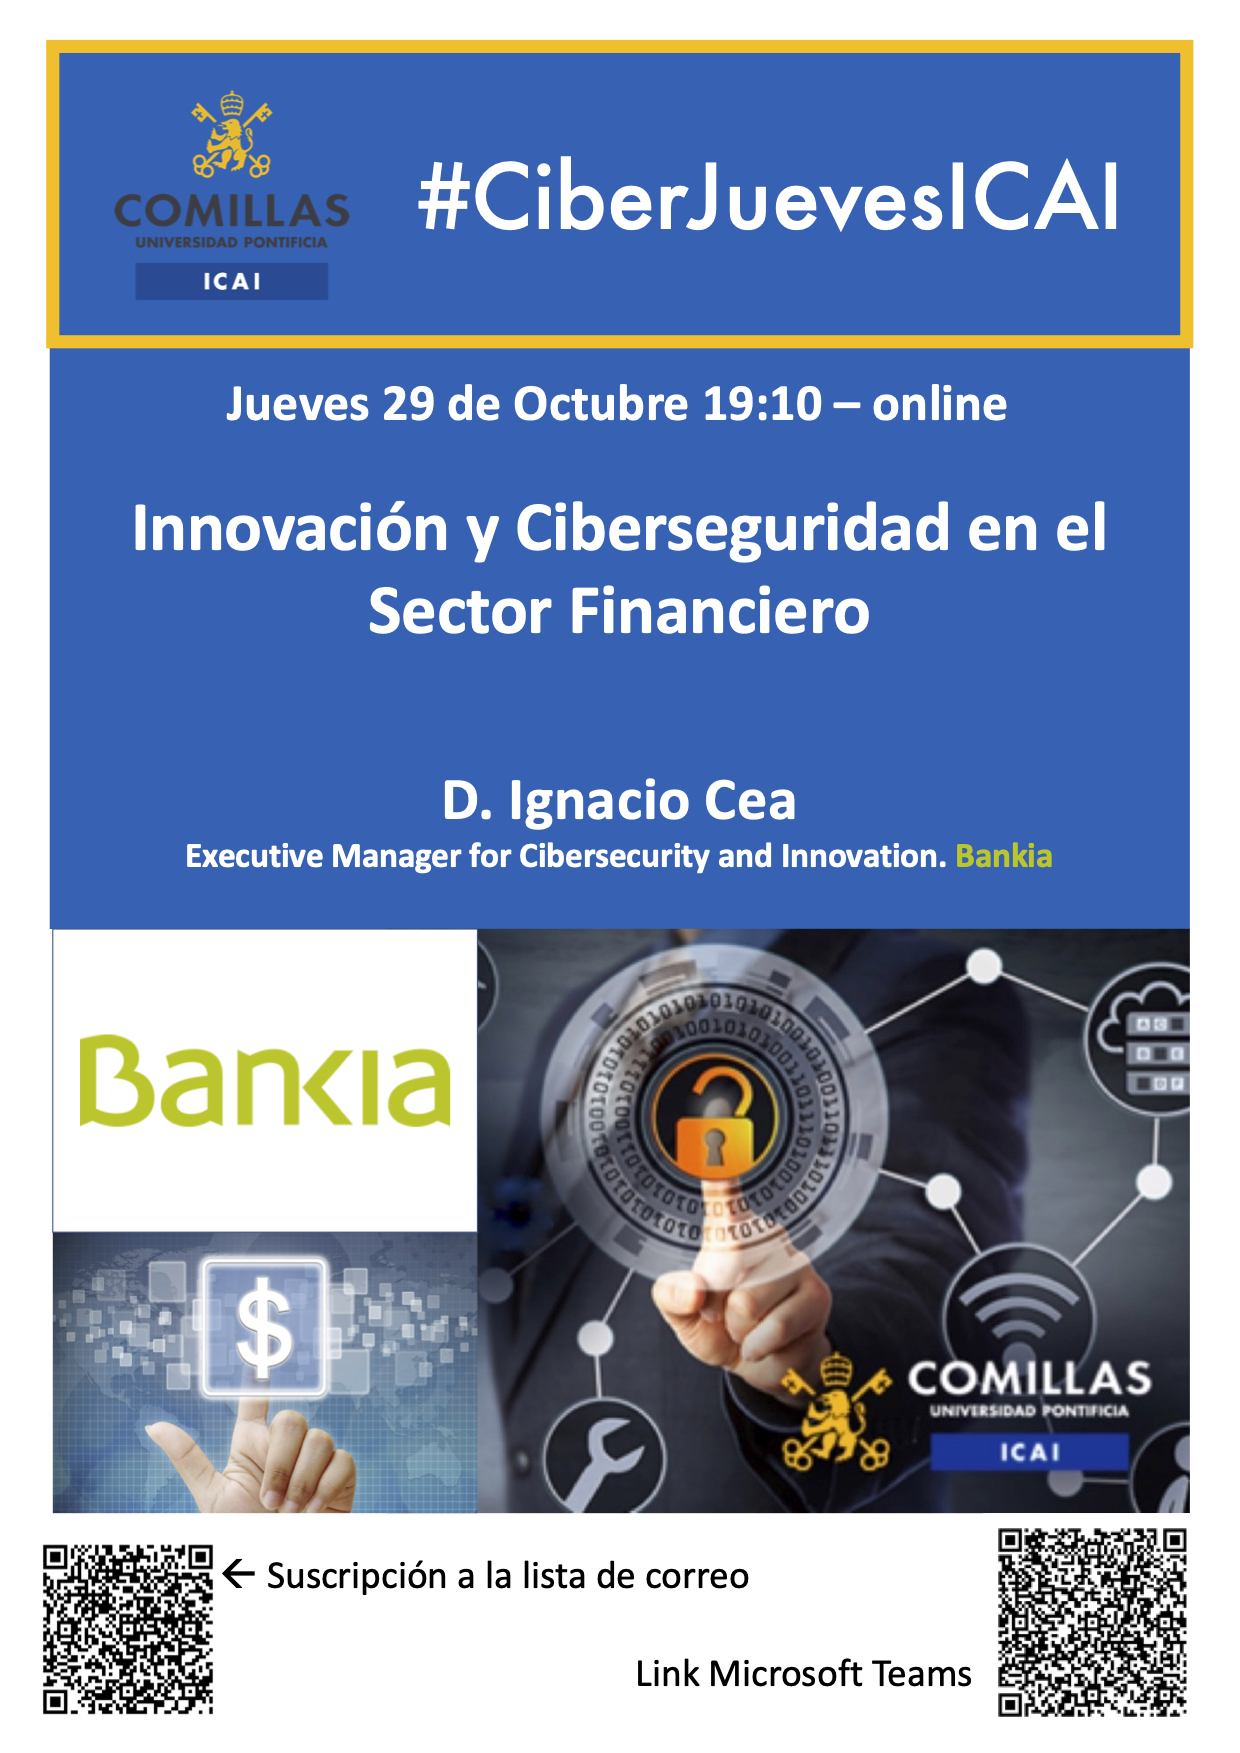 COMILLAS
UNIVERSIDAD PONTIFICIA
ICAI
#CiberJuevesICAI
Jueves 29 de Octubre 19:10 – online
Innovación y Ciberseguridad en el
Sector Financiero
D. Ignacio Cea
Executive Manager for Cibersecurity and Innovation. Bankia
Bankia
$
COMILLAS
UNIVERSIDAD PONTIFICIA
ICAI
← Suscripción a la lista de correo
Link Microsoft Teams